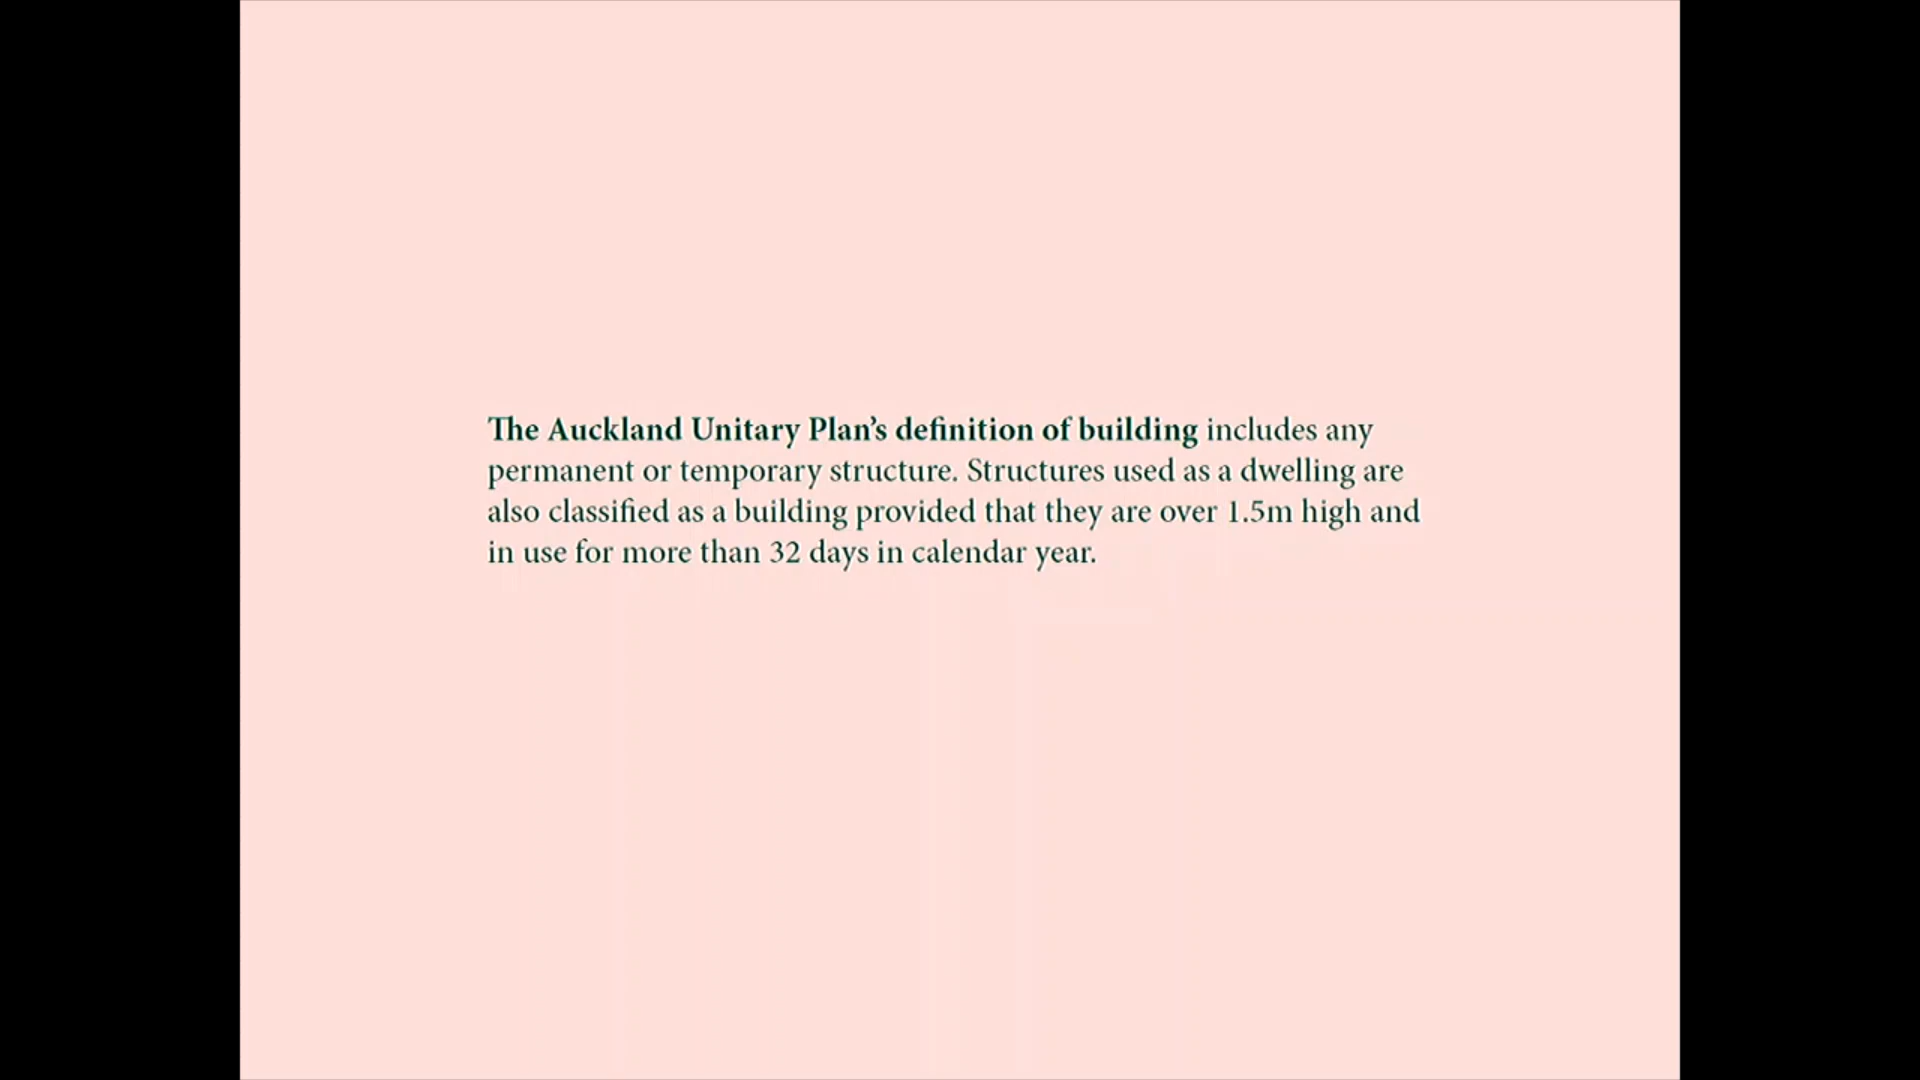 The Auckland Unitary Plan’s definition of building includes any
permanent or temporary structure. Structures used as a dwelling are
also classified as a building provided that they are over 1.5m high and
in use for more than 32 days in calendar year.